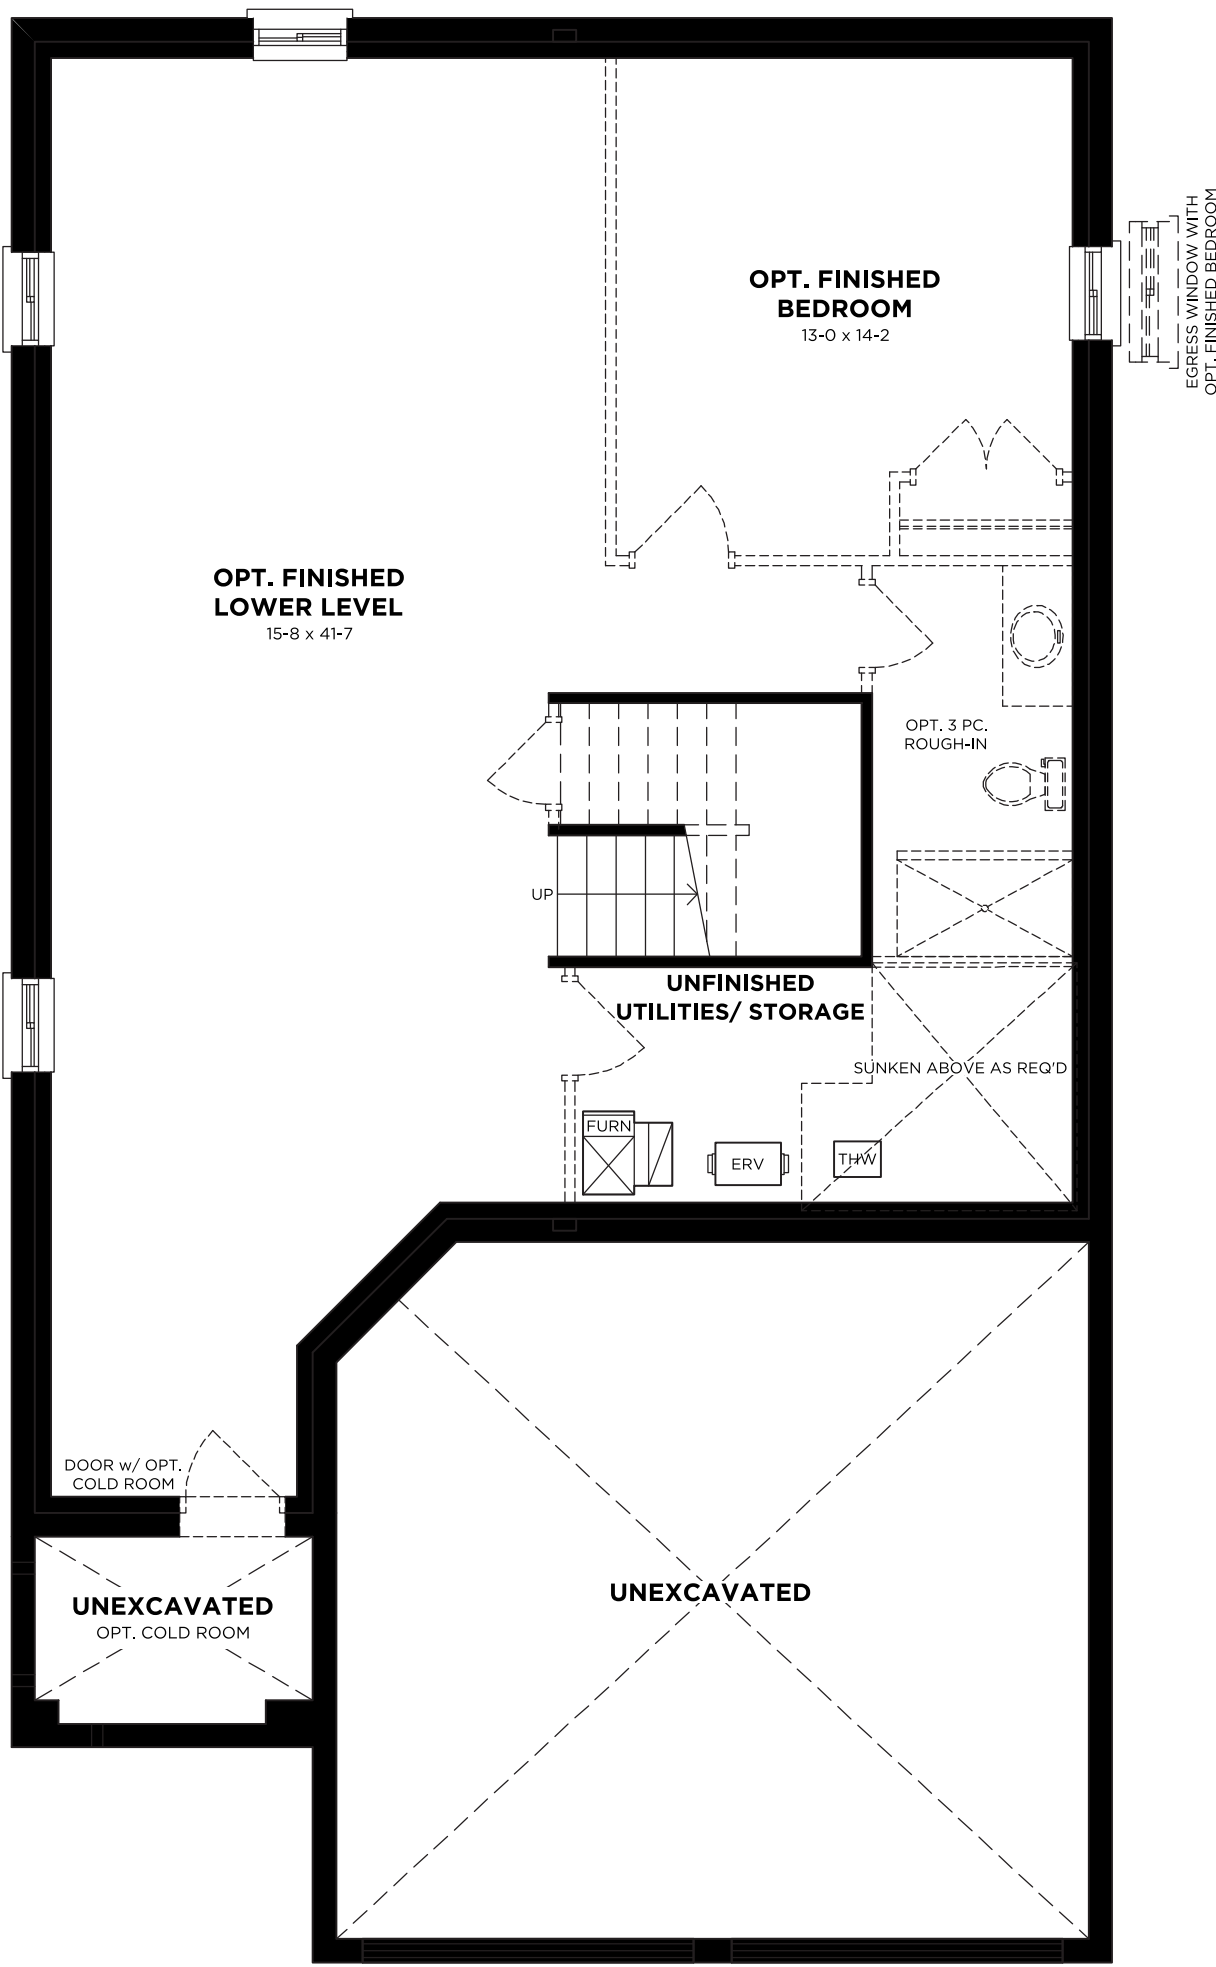 EGRESS WINDOW WITH
OPT. FINISHED BEDROOM
OPT. FINISHED
BEDROOM
13-0 x 14-2
OPT. FINISHED
LOWER LEVEL
15-8 x 41-7
OPT. 3 PC.
ROUGH-IN
UP
UNFINISHED
UTILITIES/ STORAGE
SUNKEN ABOVE AS REQ'D
FURN
ERV
THW
DOOR w/ OPT.
COLD ROOM
UNEXCAVATED
OPT. COLD ROOM
UNEXCAVATED